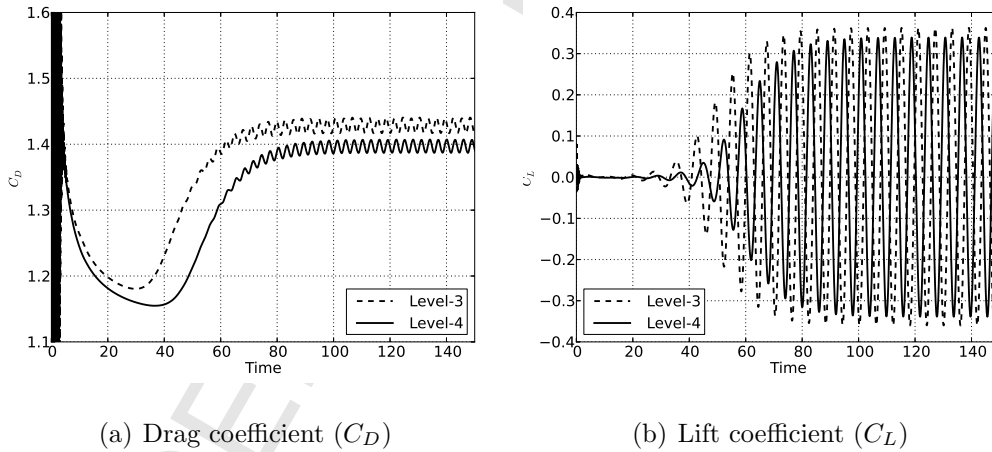 1.6
1.5
1.4
1.3
1.2
1.1
C_D
0 20 40 60 80 100 120 140
Time
Level-3
Level-4
0.4
0.3
0.2
0.1
0.0
−0.1
−0.2
−0.3
−0.4
C_L
0 20 40 60 80 100 120 140
Time
Level-3
Level-4
(a) Drag coefficient (C_D)
(b) Lift coefficient (C_L)